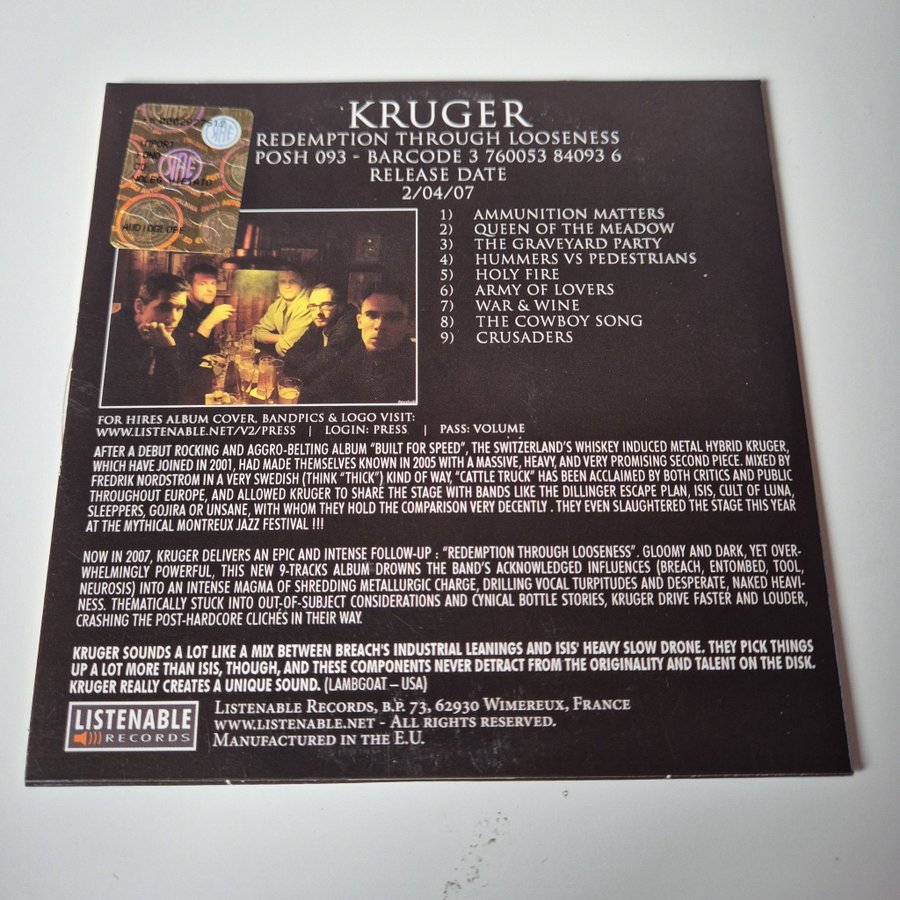 KRUGER
REDEMPTION THROUGH LOOSENESS
POSH 093 - BARCODE 3 760053 84093 6
RELEASE DATE
2/04/07
AUDIOGLOBE
1) AMMUNITION MATTERS
2) QUEEN OF THE MEADOW
3) THE GRAVEYARD PARTY
4) HUMMERS VS PEDESTRIANS
5) HOLY FIRE
6) ARMY OF LOVERS
7) WAR & WINE
8) THE COWBOY SONG
9) CRUSADERS
FOR HIRES ALBUM COVER, BANDPICS & LOGO VISIT:
WWW.LISTENABLE.NET/V2/PRESS | LOGIN: PRESS | PASS: VOLUME
AFTER A DEBUT ROCKING AND AGGRO-BELTING ALBUM "BUILT FOR SPEED", THE SWITZERLAND'S WHISKEY INDUCED METAL HYBRID KRUGER,
WHICH HAVE JOINED IN 2001, HAD MADE THEMSELVES KNOWN IN 2005 WITH A MASSIVE, HEAVY, AND VERY PROMISING SECOND PIECE. MIXED BY
FREDRIK NORDSTROM IN A VERY SWEDISH (THINK "THICK") KIND OF WAY, "CATTLE TRUCK" HAS BEEN ACCLAIMED BY BOTH CRITICS AND PUBLIC
THROUGHOUT EUROPE, AND ALLOWED KRUGER TO SHARE THE STAGE WITH BANDS LIKE THE DILLINGER ESCAPE PLAN, ISIS, CULT OF LUNA,
SLEEPPERS, GOJIRA OR UNSANE, WITH WHOM THEY HOLD THE COMPARISON VERY DECENTLY . THEY EVEN SLAUGHTERED THE STAGE THIS YEAR
AT THE MYTHICAL MONTREUX JAZZ FESTIVAL !!!
NOW IN 2007, KRUGER DELIVERS AN EPIC AND INTENSE FOLLOW-UP : "REDEMPTION THROUGH LOOSENESS". GLOOMY AND DARK, YET OVER-
WHELMINGLY POWERFUL, THIS NEW 9-TRACKS ALBUM DROWNS THE BAND'S ACKNOWLEDGED INFLUENCES (BREACH, ENTOMBED, TOOL,
NEUROSIS) INTO AN INTENSE MAGMA OF SHREDDING METALLURGIC CHARGE, DRILLING VOCAL TURPITUDES AND DESPERATE, NAKED HEAVI-
NESS. THEMATICALLY STUCK INTO OUT-OF-SUBJECT CONSIDERATIONS AND CYNICAL BOTTLE STORIES, KRUGER DRIVE FASTER AND LOUDER,
CRASHING THE POST-HARDCORE CLICHÉS IN THEIR WAY.
KRUGER SOUNDS A LOT LIKE A MIX BETWEEN BREACH'S INDUSTRIAL LEANINGS AND ISIS' HEAVY SLOW DRONE. THEY PICK THINGS
UP A LOT MORE THAN ISIS, THOUGH, AND THESE COMPONENTS NEVER DETRACT FROM THE ORIGINALITY AND TALENT ON THE DISK.
KRUGER REALLY CREATES A UNIQUE SOUND. (LAMBGOAT – USA)
LISTENABLE
RECORDS
LISTENABLE RECORDS, B.P. 73, 62930 WIMEREUX, FRANCE
WWW.LISTENABLE.NET - ALL RIGHTS RESERVED.
MANUFACTURED IN THE E.U.